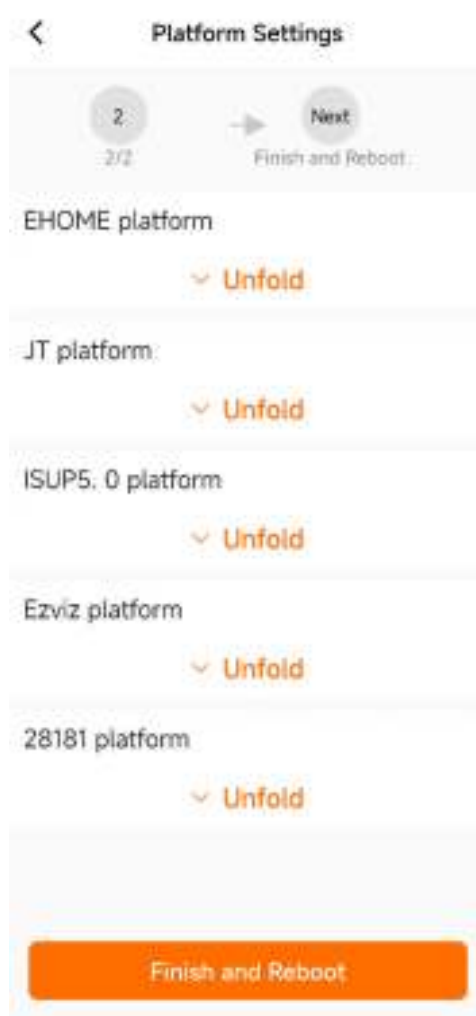 Platform Settings
2
Next
2/2
Finish and Reboot
EHOME platform
Unfold
JT platform
Unfold
ISUP5. 0 platform
Unfold
Ezviz platform
Unfold
28181 platform
Unfold
Finish and Reboot